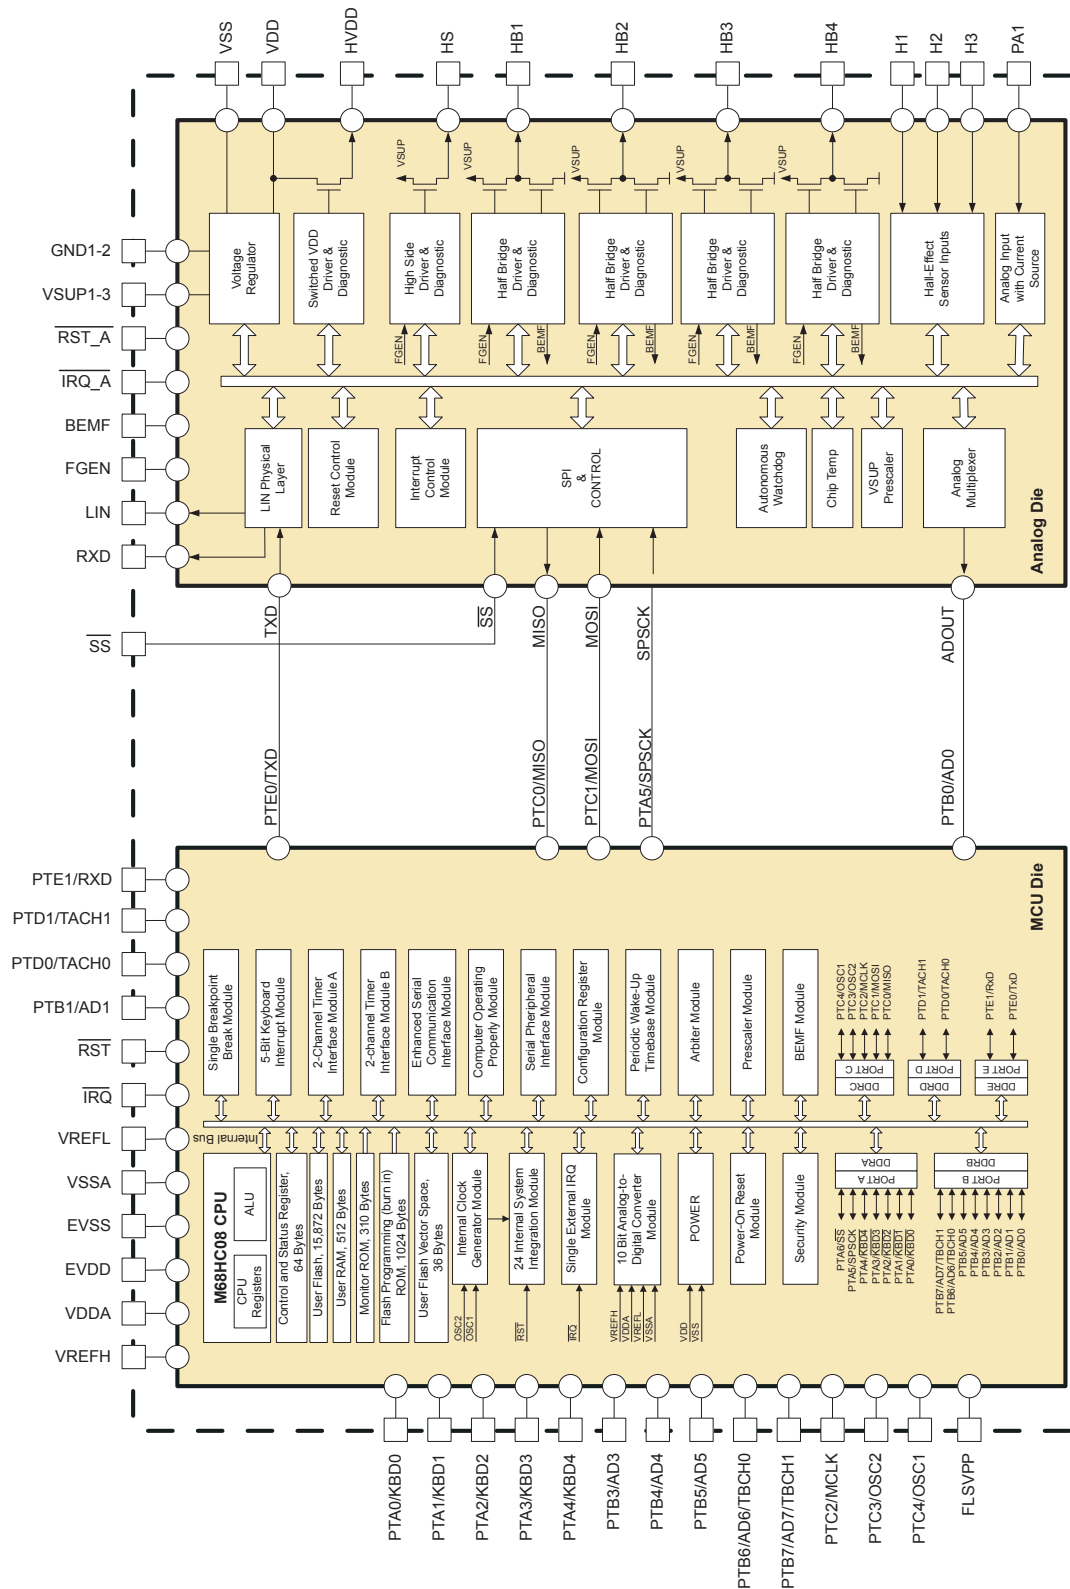 VSS
VDD
HVDD
HS
HB1
HB2
HB3
HB4
H1
H2
H3
PA1
GND1-2
VSUP1-3
RST_A
IRQ_A
BEMF
FGEN
LIN
RXD
SS
VSUP
VSUP
VSUP
VSUP
VSUP
Voltage
Regulator
Switched VDD
Driver &
Diagnostic
High Side
Driver &
Diagnostic
Half Bridge
Driver &
Diagnostic
Half Bridge
Driver &
Diagnostic
Half Bridge
Driver &
Diagnostic
Half Bridge
Driver &
Diagnostic
Hall-Effect
Sensor Inputs
Analog Input
with Current
Source
FGEN
FGEN
BEMF
FGEN
BEMF
FGEN
BEMF
FGEN
BEMF
LIN Physical
Layer
Reset Control
Module
Interrupt
Control
Module
SPI
&
CONTROL
Autonomous
Watchdog
Chip Temp
VSUP
Prescaler
Analog
Multiplexer
Analog Die
TXD
SS
MISO
MOSI
SPSCK
ADOUT
PTE0/TXD
PTC0/MISO
PTC1/MOSI
PTA5/SPSCK
PTB0/AD0
PTE1/RXD
PTD1/TACH1
PTD0/TACH0
PTB1/AD1
RST
IRQ
VREFL
VSSA
EVSS
EVDD
VDDA
VREFH
MCU Die
Single Breakpoint
Break Module
5-Bit Keyboard
Interrupt Module
2-Channel Timer
Interface Module A
2-channel Timer
Interface Module B
Enhanced Serial
Communication
Interface Module
Computer Operating
Properly Module
Serial Pheripheral
Interface Module
Configuration Register
Module
Periodic Wake-Up
Timebase Module
Arbiter Module
Prescaler Module
BEMF Module
PTC4/OSC1
PTC3/OSC2
PTC2/MCLK
PTC1/MOSI
PTC0/MISO
PORT C
DDRC
PTD1/TACH1
PTD0/TACH0
PORT D
DDRD
PTE1/RxD
PTE0/TxD
PORT E
DDRE
Internal Bus
M68HC08 CPU
CPU
Registers
ALU
Control and Status Register,
64 Bytes
User Flash, 15,872 Bytes
User RAM, 512 Bytes
Monitor ROM, 310 Bytes
Flash Programming (burn in)
ROM, 1024 Bytes
User Flash Vector Space,
36 Bytes
Internal Clock
Generator Module
24 Internal System
Integration Module
Single External IRQ
Module
10 Bit Analog-to-
Digital Converter
Module
POWER
Power-On Reset
Module
Security Module
OSC2
OSC1
RST
IRQ
VREFH
VDDA
VREFL
VSSA
VDD
VSS
DDRA
PORT A
PTA6/SS
PTA5/SPSCK
PTA4/KBD4
PTA3/KBD3
PTA2/KBD2
PTA1/KBD1
PTA0/KBD0
DDRB
PORT B
PTB7/AD7/TBCH1
PTB6/AD6/TBCH0
PTB5/AD5
PTB4/AD4
PTB3/AD3
PTB2/AD2
PTB1/AD1
PTB0/AD0
PTA0/KBD0
PTA1/KBD1
PTA2/KBD2
PTA3/KBD3
PTA4/KBD4
PTB3/AD3
PTB4/AD4
PTB5/AD5
PTB6/AD6/TBCH0
PTB7/AD7/TBCH1
PTC2/MCLK
PTC3/OSC2
PTC4/OSC1
FLSVPP